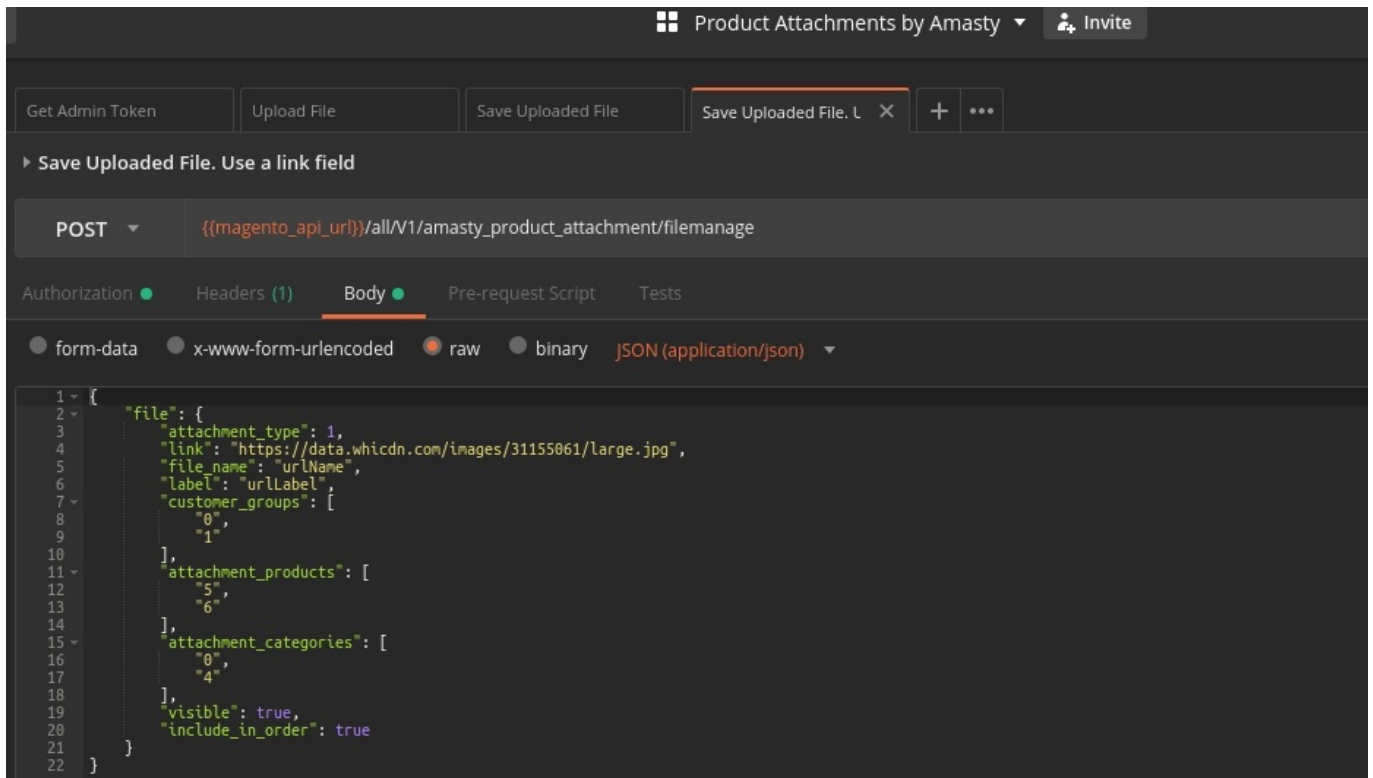 Product Attachments by Amasty Invite
Get Admin Token Upload File Save Uploaded File Save Uploaded File. L
Save Uploaded File. Use a link field
POST {{magento_api_url}}/all/V1/amasty_product_attachment/filemanage
Authorization Headers (1) Body Pre-request Script Tests
form-data x-www-form-urlencoded raw binary JSON (application/json)
1 {
2 "file": {
3 "attachment_type": 1,
4 "link": "https://data.whicdn.com/images/31155061/large.jpg",
5 "file_name": "urlName",
6 "label": "urlLabel",
7 "customer_groups": [
8 "0",
9 "1"
10 ],
11 "attachment_products": [
12 "5",
13 "6"
14 ],
15 "attachment_categories": [
16 "0",
17 "4"
18 ],
19 "visible": true,
20 "include_in_order": true
21 }
22 }